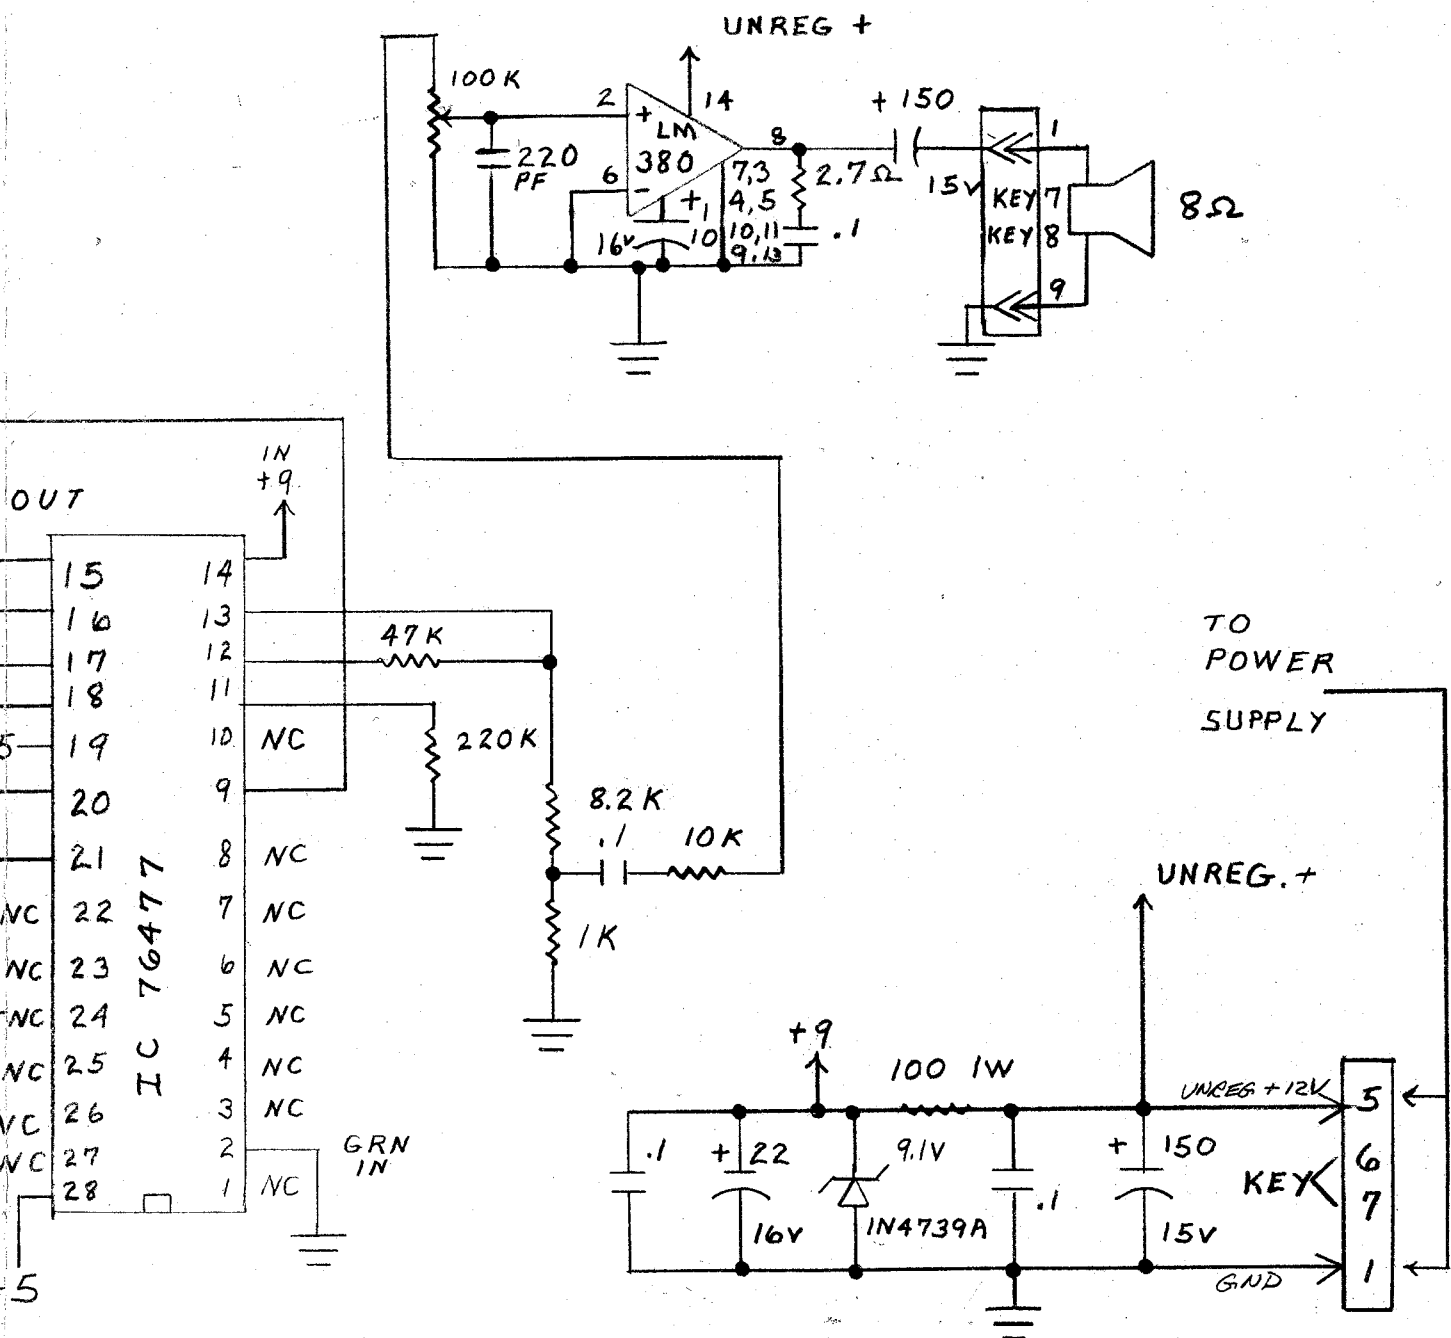 UNREG +
100K
2
+
14
LM
380
8
+ 150
1
220
PF
6
-
7,3
4,5
10,11
9,13
2.7Ω
15V
KEY 7
KEY 8
8Ω
+
10
16V
.1
9
IN
+9
OUT
15
14
16
13
47K
17
12
18
11
5
19
10
NC
220K
20
9
8.2K
.1
10K
21
8
NC
NC
22
7
NC
1K
NC
23
6
NC
NC
24
5
NC
NC
25
4
NC
26
3
NC
27
2
GRN
IN
28
1
NC
5
IC 76477
TO
POWER
SUPPLY
UNREG. +
+9
100 1W
UNREG + 12V
5
.1
+ 22
9.1V
+ 150
6
KEY
7
.1
16V
1N4739A
15V
GND
1